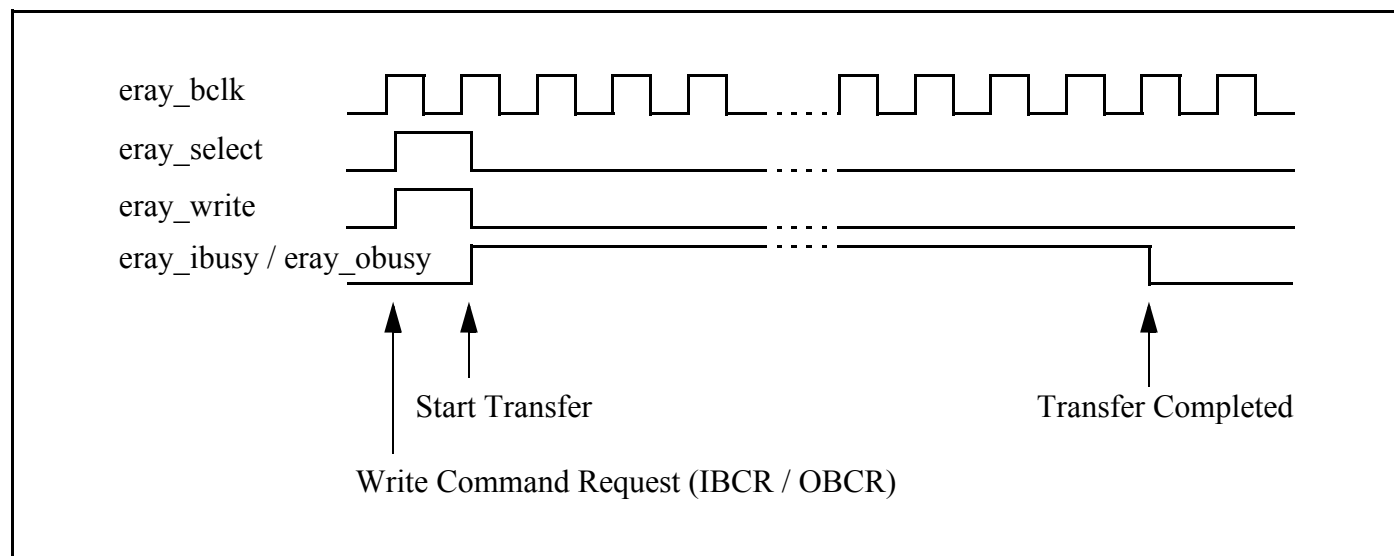 eray_bclk
eray_select
eray_write
eray_ibusy / eray_obusy
Start Transfer
Transfer Completed
Write Command Request (IBCR / OBCR)